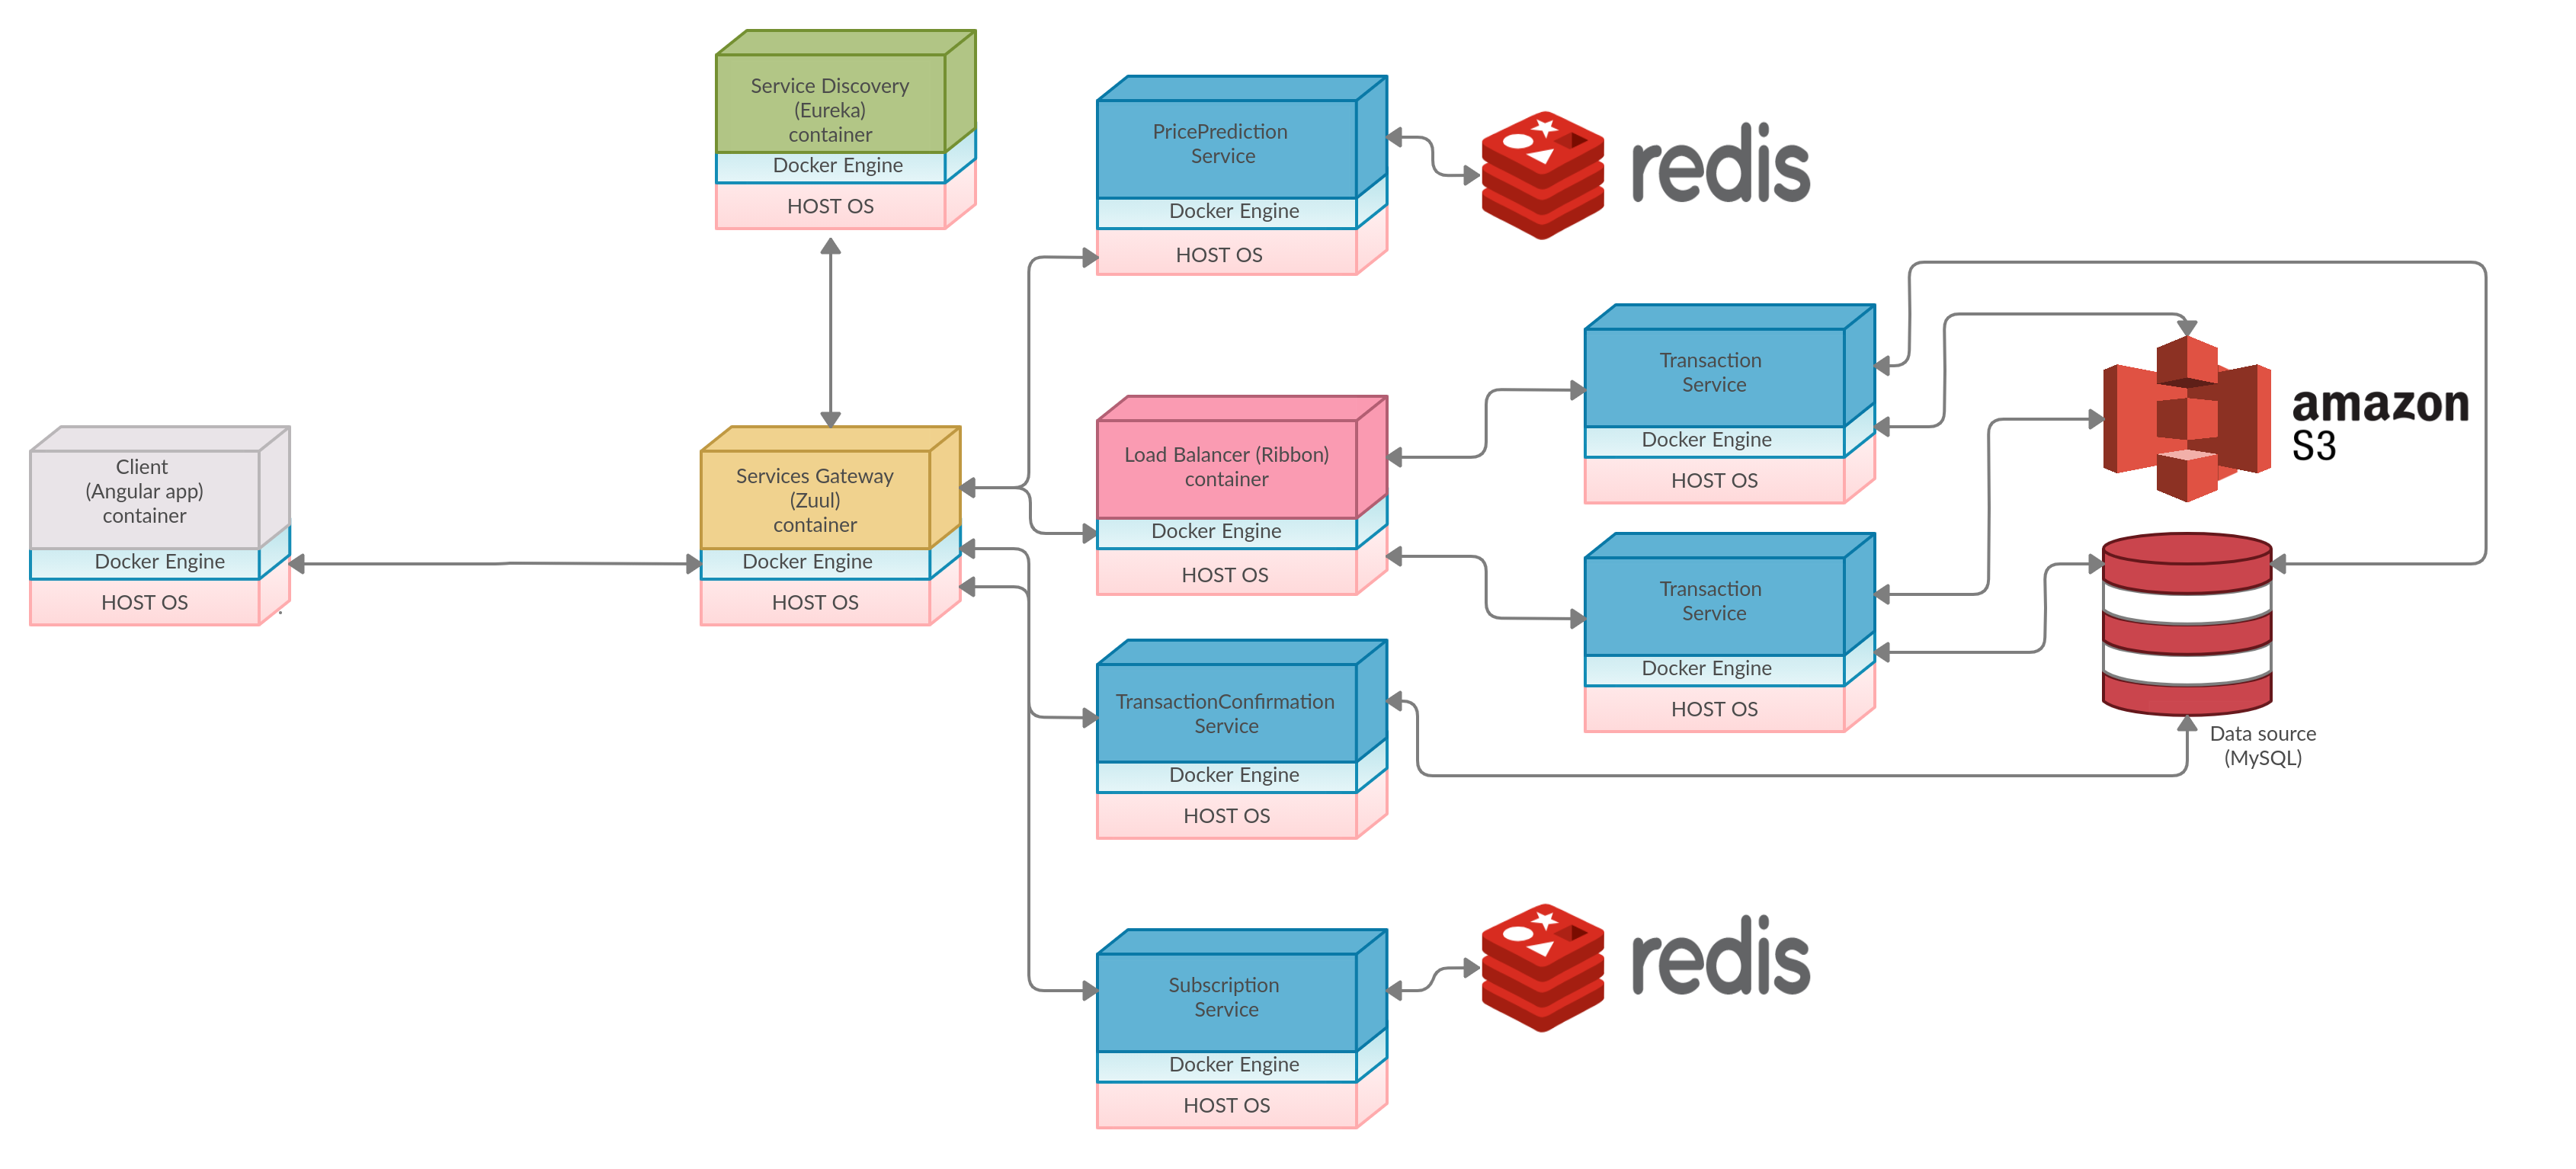 Service Discovery
(Eureka)
container
Docker Engine
HOST OS
PricePrediction
Service
Docker Engine
HOST OS
redis
Client
(Angular app)
container
Docker Engine
HOST OS
Services Gateway
(Zuul)
container
Docker Engine
HOST OS
Load Balancer (Ribbon)
container
Docker Engine
HOST OS
Transaction
Service
Docker Engine
HOST OS
amazon
S3
Transaction
Service
Docker Engine
HOST OS
Data source
(MySQL)
TransactionConfirmation
Service
Docker Engine
HOST OS
Subscription
Service
Docker Engine
HOST OS
redis